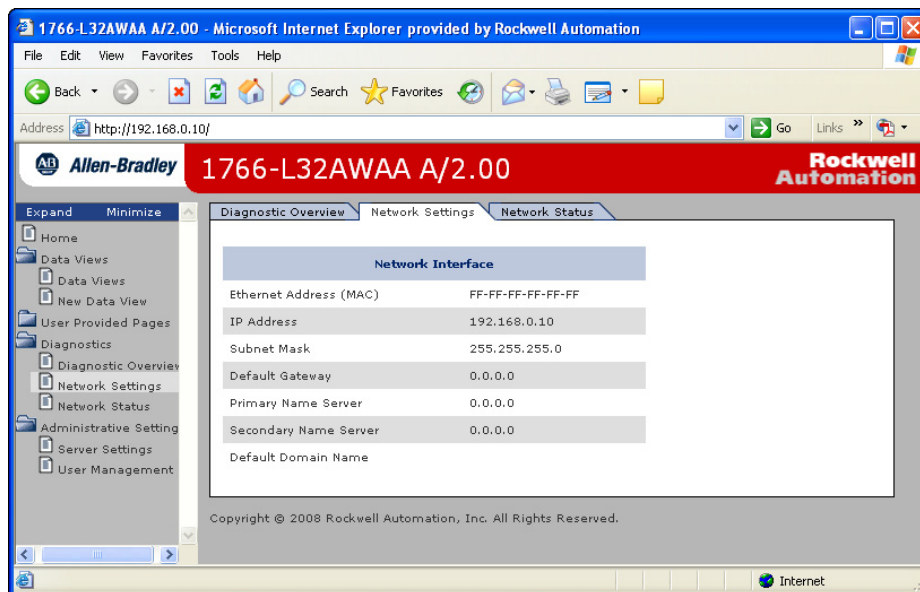 1766-L32AWAA A/2.00 - Microsoft Internet Explorer provided by Rockwell Automation
File Edit View Favorites Tools Help
Back Search Favorites
Address http://192.168.0.10/ Go Links »
AB Allen-Bradley 1766-L32AWAA A/2.00 Rockwell
Automation
Expand Minimize
Home
Data Views
Data Views
New Data View
User Provided Pages
Diagnostics
Diagnostic Overview
Network Settings
Network Status
Administrative Setting
Server Settings
User Management
Diagnostic Overview Network Settings Network Status
Network Interface
Ethernet Address (MAC) FF-FF-FF-FF-FF-FF
IP Address 192.168.0.10
Subnet Mask 255.255.255.0
Default Gateway 0.0.0.0
Primary Name Server 0.0.0.0
Secondary Name Server 0.0.0.0
Default Domain Name
Copyright © 2008 Rockwell Automation, Inc. All Rights Reserved.
Internet